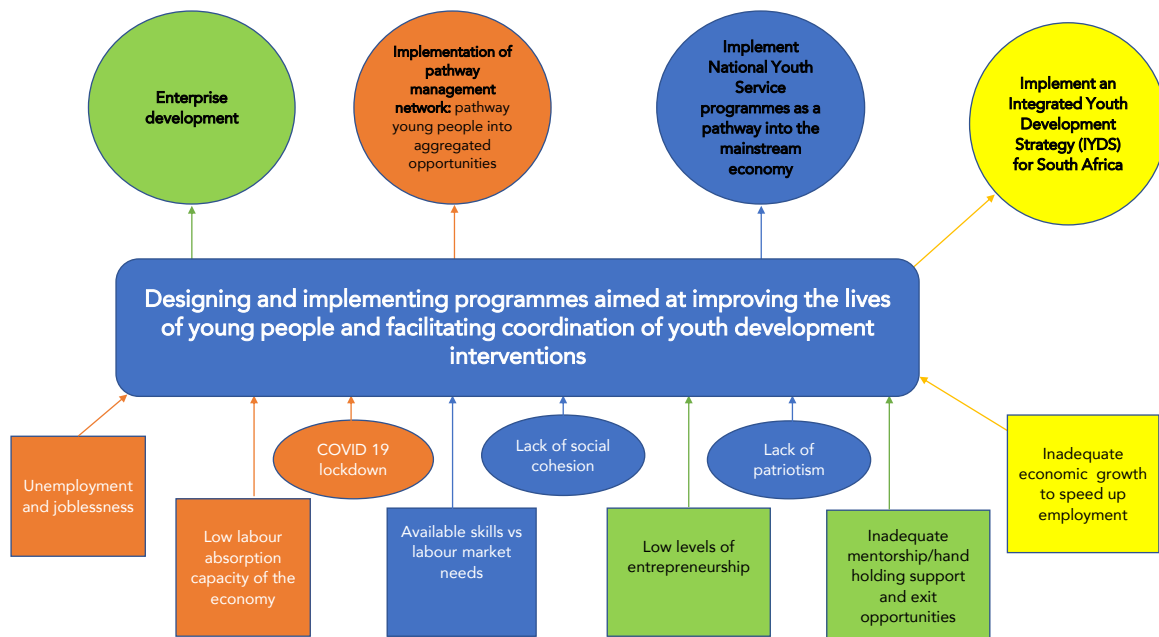 Enterprise
development
Implementation of
pathway
management
network: pathway
young people into
aggregated
opportunities
Implement
National Youth
Service
programmes as a
pathway into the
mainstream
economy
Implement an
Integrated Youth
Development
Strategy (IYDS)
for South Africa
Designing and implementing programmes aimed at improving the lives
of young people and facilitating coordination of youth development
interventions
Unemployment
and joblessness
Low labour
absorption
capacity of the
economy
COVID 19
lockdown
Available skills vs
labour market
needs
Lack of social
cohesion
Low levels of
entrepreneurship
Lack of
patriotism
Inadequate
mentorship/hand
holding support
and exit
opportunities
Inadequate
economic growth
to speed up
employment